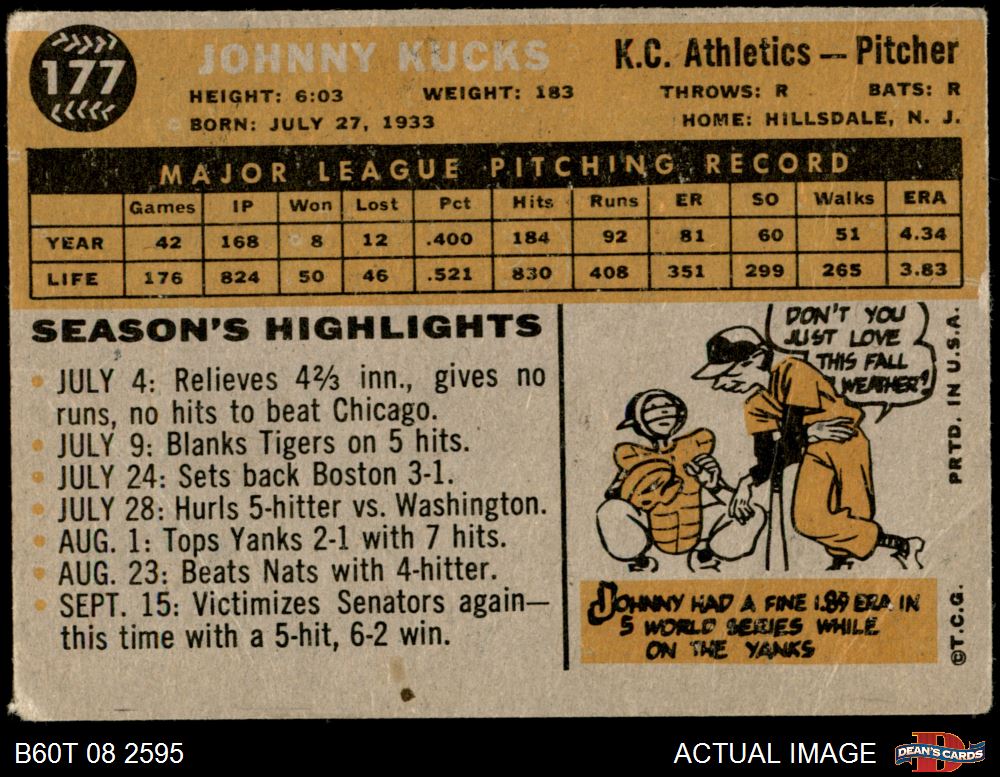 177
JOHNNY KUCKS
K.C. Athletics — Pitcher
HEIGHT: 6:03 WEIGHT: 183 THROWS: R BATS: R
BORN: JULY 27, 1933 HOME: HILLSDALE, N. J.
MAJOR LEAGUE PITCHING RECORD
Games IP Won Lost Pct Hits Runs ER SO Walks ERA
YEAR 42 168 8 12 .400 184 92 81 60 51 4.34
LIFE 176 824 50 46 .521 830 408 351 299 265 3.83
SEASON'S HIGHLIGHTS
JULY 4: Relieves 4⅔ inn., gives no
runs, no hits to beat Chicago.
JULY 9: Blanks Tigers on 5 hits.
JULY 24: Sets back Boston 3-1.
JULY 28: Hurls 5-hitter vs. Washington.
AUG. 1: Tops Yanks 2-1 with 7 hits.
AUG. 23: Beats Nats with 4-hitter.
SEPT. 15: Victimizes Senators again—
this time with a 5-hit, 6-2 win.
DON'T YOU
JUST LOVE
THIS FALL
WEATHER?
JOHNNY HAD A FINE 1.89 ERA IN
5 WORLD SERIES WHILE
ON THE YANKS
PRTD. IN U.S.A.
©T.C.G.
B60T 08 2595
ACTUAL IMAGE
DEAN'S CARDS